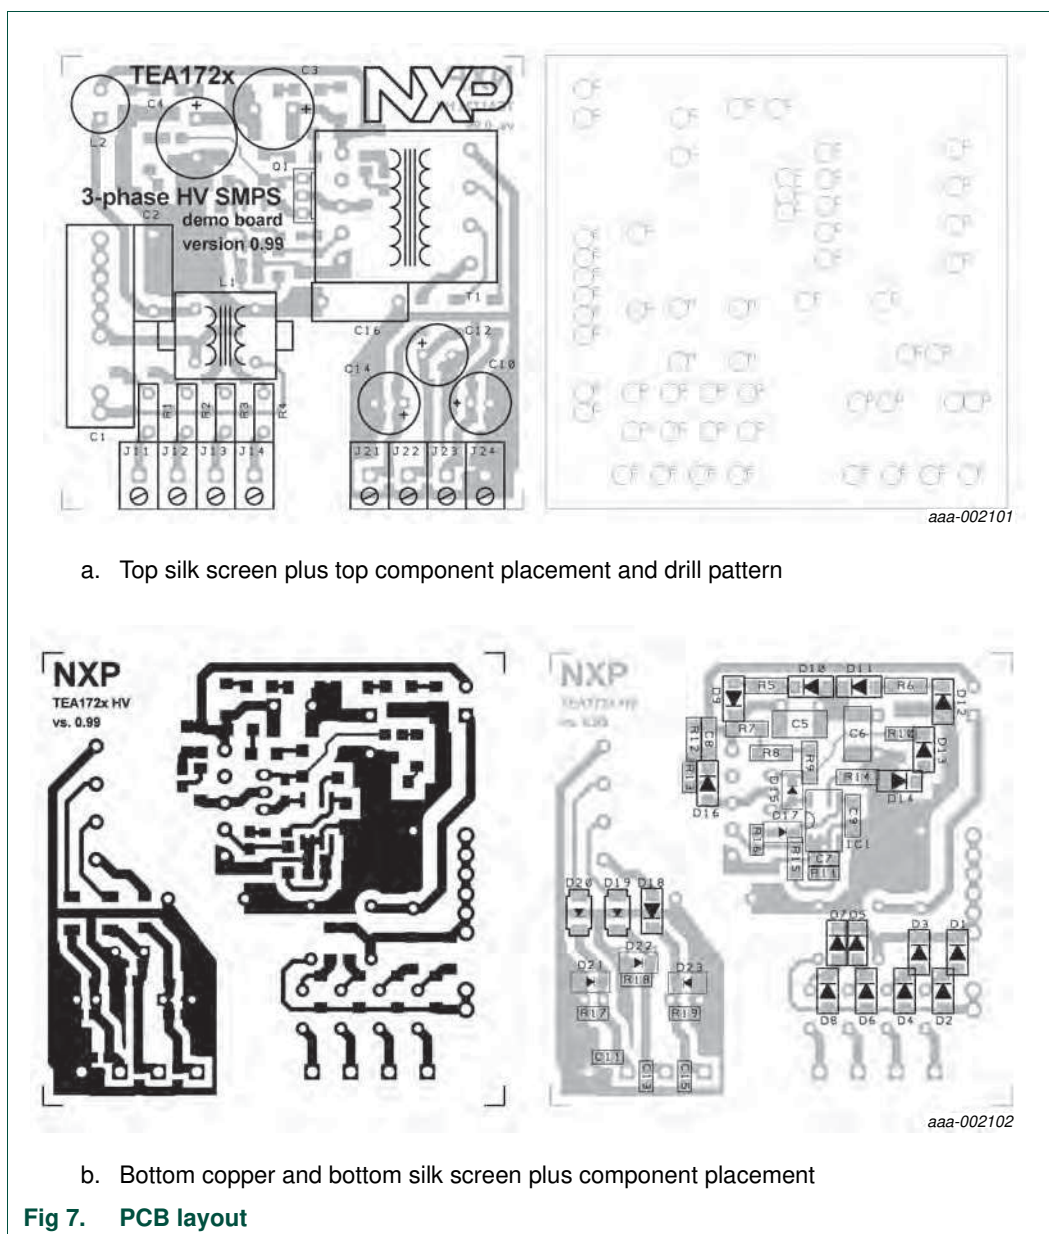 TEA172x
C3
NXP
C4
L2
Q1
3-phase HV SMPS
C2
demo board
version 0.99
L1
T1
C16
C12
C14
C10
R1
R2
R3
R4
C1
J11
J12
J13
J14
J21
J22
J23
J24
aaa-002101
a. Top silk screen plus top component placement and drill pattern
NXP
TEA172x HV
vs. 0.99
NXP
TEA172x HV
vs. 0.99
D10
D11
D9
R5
R6
D12
C5
C6
R7
R12
C8
R8
R9
R10
D13
R13
R14
D14
D15
D16
D17
C9
R16
R15
IC1
C7
R11
D20
D19
D18
D7
D5
D3
D1
D22
D21
R18
D23
R17
R19
D8
D6
D4
D2
C11
C13
C15
aaa-002102
b. Bottom copper and bottom silk screen plus component placement
Fig 7. PCB layout